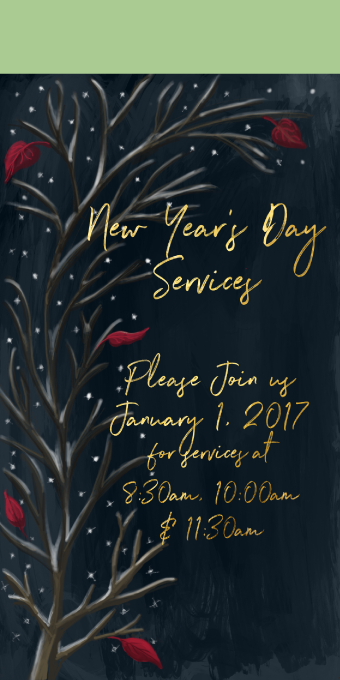 New Year's Day
Services
Please Join us
January 1, 2017
for services at
8:30am, 10:00am
& 11:30am